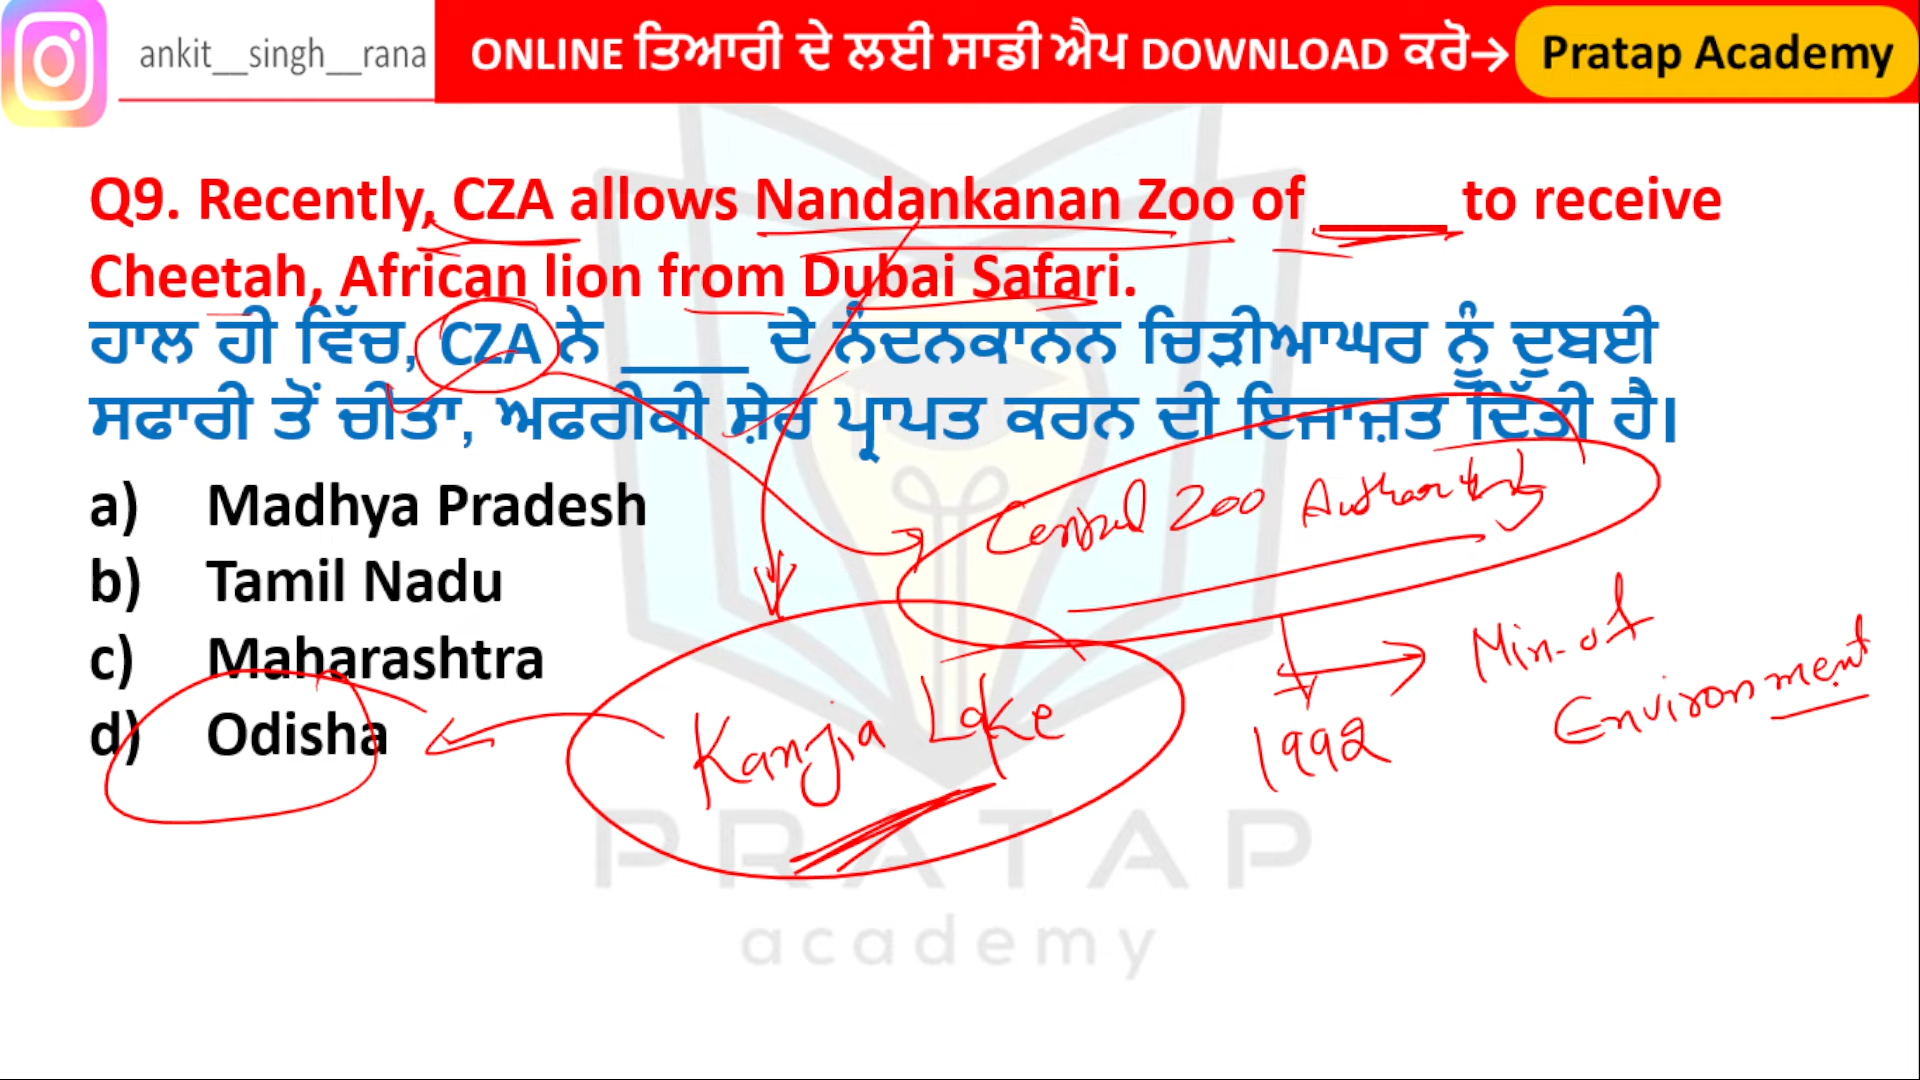 ankit__singh__rana
ONLINE ਤਿਆਰੀ ਦੇ ਲਈ ਸਾਡੀ ਐਪ DOWNLOAD ਕਰੋ→
Pratap Academy
Q9. Recently, CZA allows Nandankanan Zoo of ____ to receive
Cheetah, African lion from Dubai Safari.
ਹਾਲ ਹੀ ਵਿੱਚ, CZA ਨੇ ____ ਦੇ ਨੰਦਨਕਾਨਨ ਚਿੜੀਆਘਰ ਨੂੰ ਦੁਬਈ
ਸਫਾਰੀ ਤੋਂ ਚੀਤਾ, ਅਫਰੀਕੀ ਸ਼ੇਰ ਪ੍ਰਾਪਤ ਕਰਨ ਦੀ ਇਜਾਜ਼ਤ ਦਿੱਤੀ ਹੈ।
a) Madhya Pradesh
b) Tamil Nadu
c) Maharashtra
d) Odisha
Central Zoo Authority
Min-of
Environment
1992
Kanjia Lake
PRATAP
academy